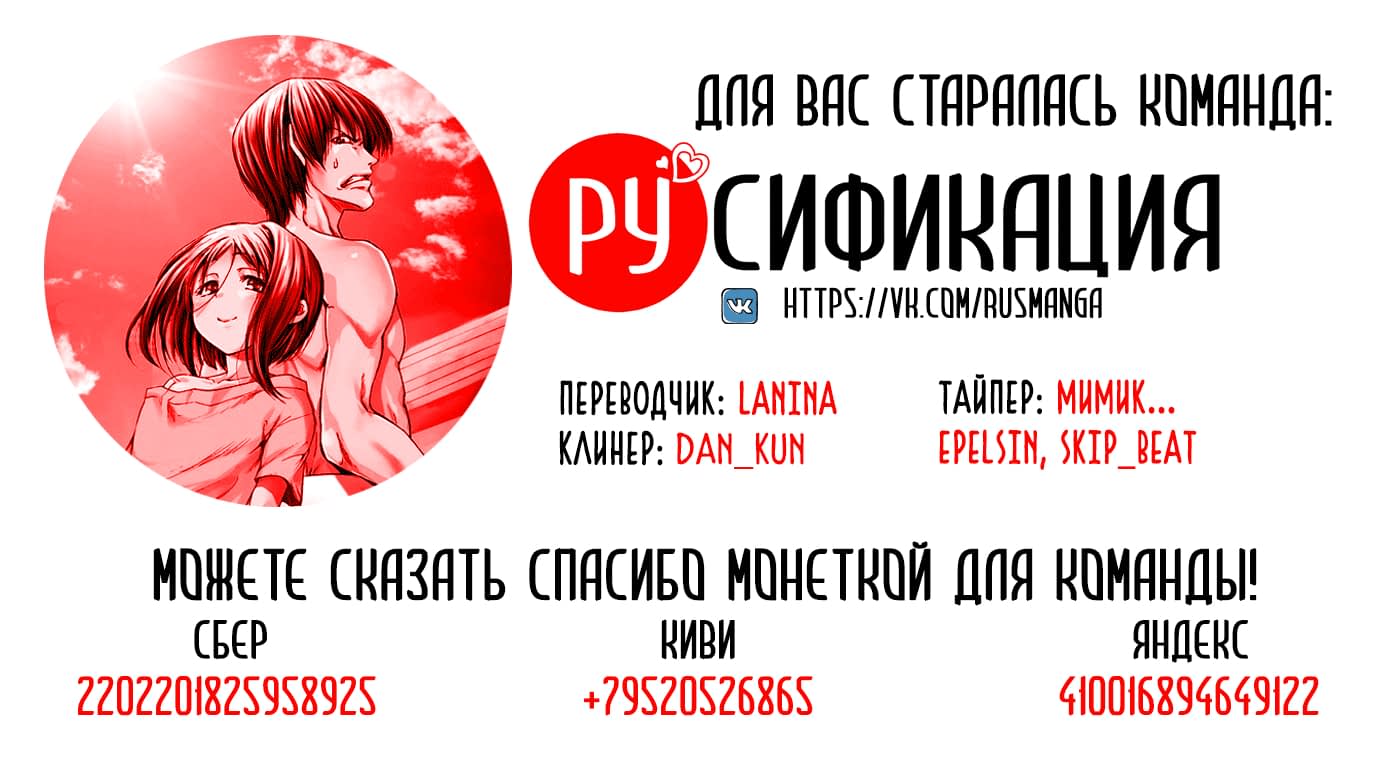 ДЛЯ ВАС СТАРАЛАСЬ КОМАНДА:
РУСИФИКАЦИЯ
HTTPS://VK.COM/RUSMANGA
ПЕРЕВОДЧИК: LANINA
КЛИНЕР: DAN_KUN
ТАЙПЕР: МИМИК...
EPELSIN, SKIP_BEAT
МОЖЕТЕ СКАЗАТЬ СПАСИБО МОНЕТКОЙ ДЛЯ КОМАНДЫ!
СБЕР
2202201825958925
КИВИ
+79520526865
ЯНДЕКС
410016894649122